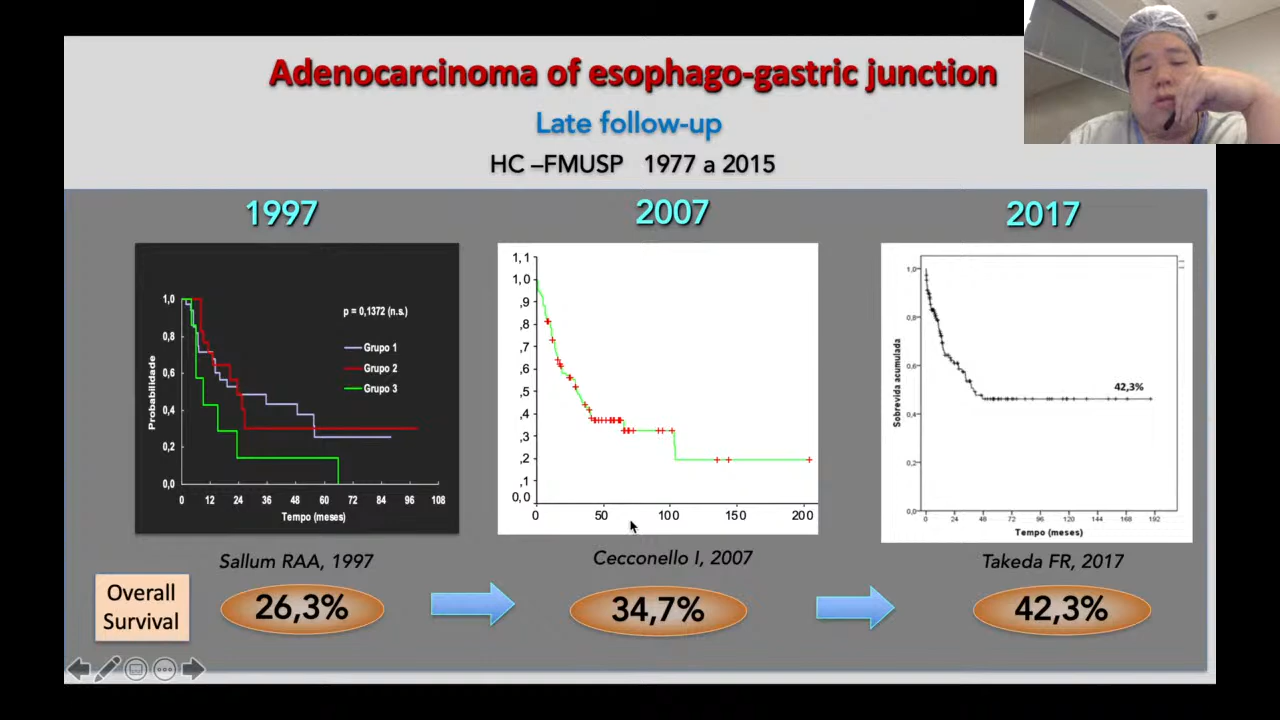 Adenocarcinoma of esophago-gastric junction
Late follow-up
HC –FMUSP 1977 a 2015
1997
2007
2017
Probabilidade
1,0
0,8
0,6
0,4
0,2
0,0
p = 0,1372 (n.s.)
Grupo 1
Grupo 2
Grupo 3
0 12 24 36 48 60 72 84 96 108
Tempo (meses)
1,1
1,0
,9
,8
,7
,6
,5
,4
,3
,2
,1
0,0
0 50 100 150 200
Sobrevida acumulada
1,0
0,8
0,6
0,4
0,2
0,0
42,3%
0 24 48 72 96 120 144 168 192
Tempo (meses)
Sallum RAA, 1997
Cecconello I, 2007
Takeda FR, 2017
Overall
Survival
26,3%
34,7%
42,3%